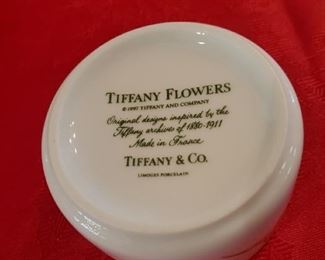 TIFFANY FLOWERS
© 1997 TIFFANY AND COMPANY
Original designs inspired by the
Tiffany archives of 1880-1911
Made in France
TIFFANY & CO.
LIMOGES PORCELAIN